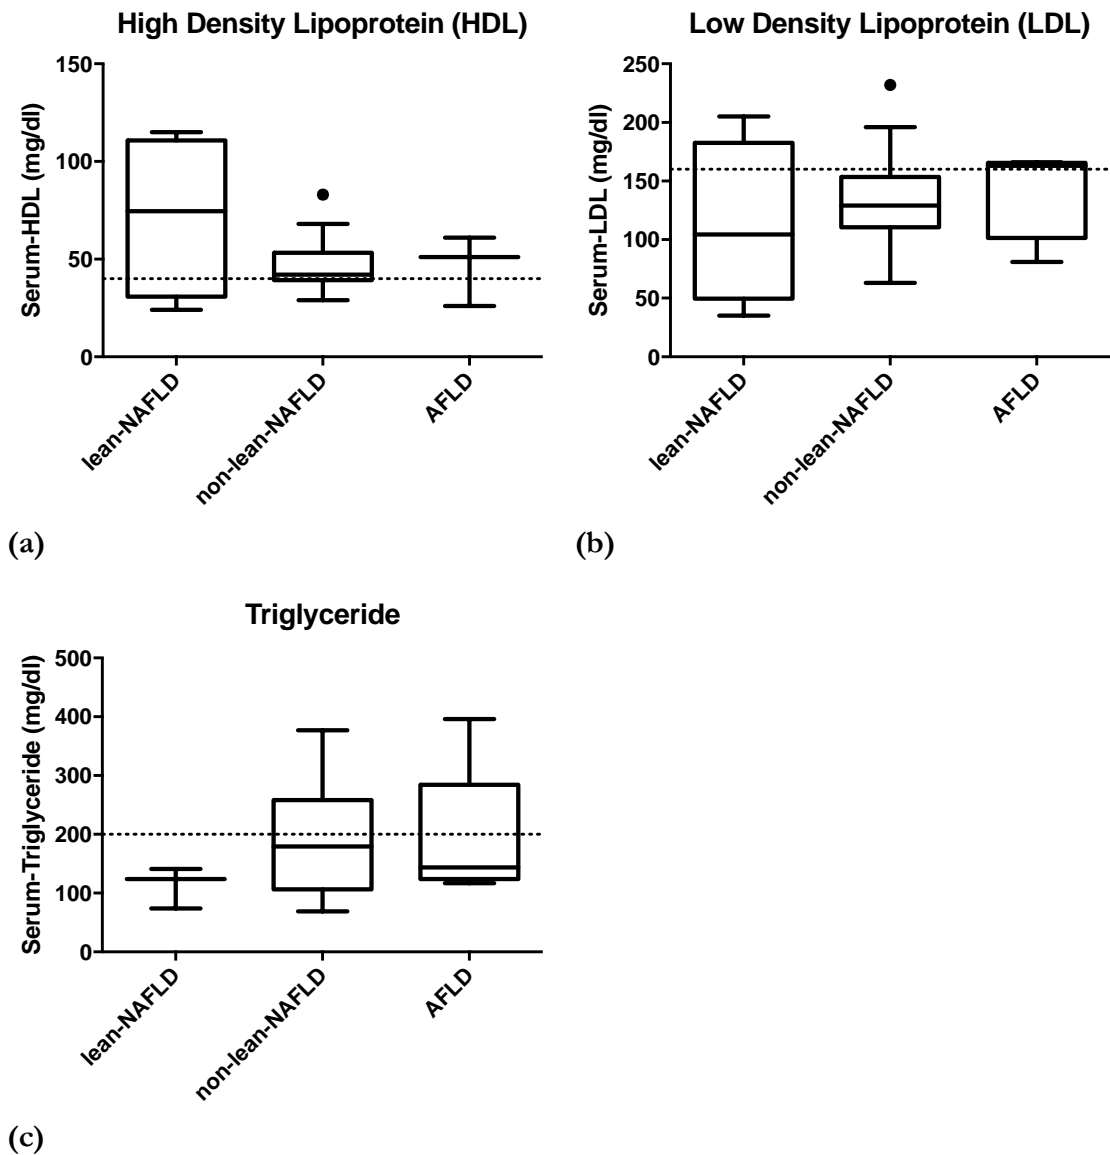 High Density Lipoprotein (HDL)
Serum-HDL (mg/dl)
150
100
50
0
lean-NAFLD
non-lean-NAFLD
AFLD
(a)
Low Density Lipoprotein (LDL)
Serum-LDL (mg/dl)
250
200
150
100
50
0
lean-NAFLD
non-lean-NAFLD
AFLD
(b)
Triglyceride
Serum-Triglyceride (mg/dl)
500
400
300
200
100
0
lean-NAFLD
non-lean-NAFLD
AFLD
(c)